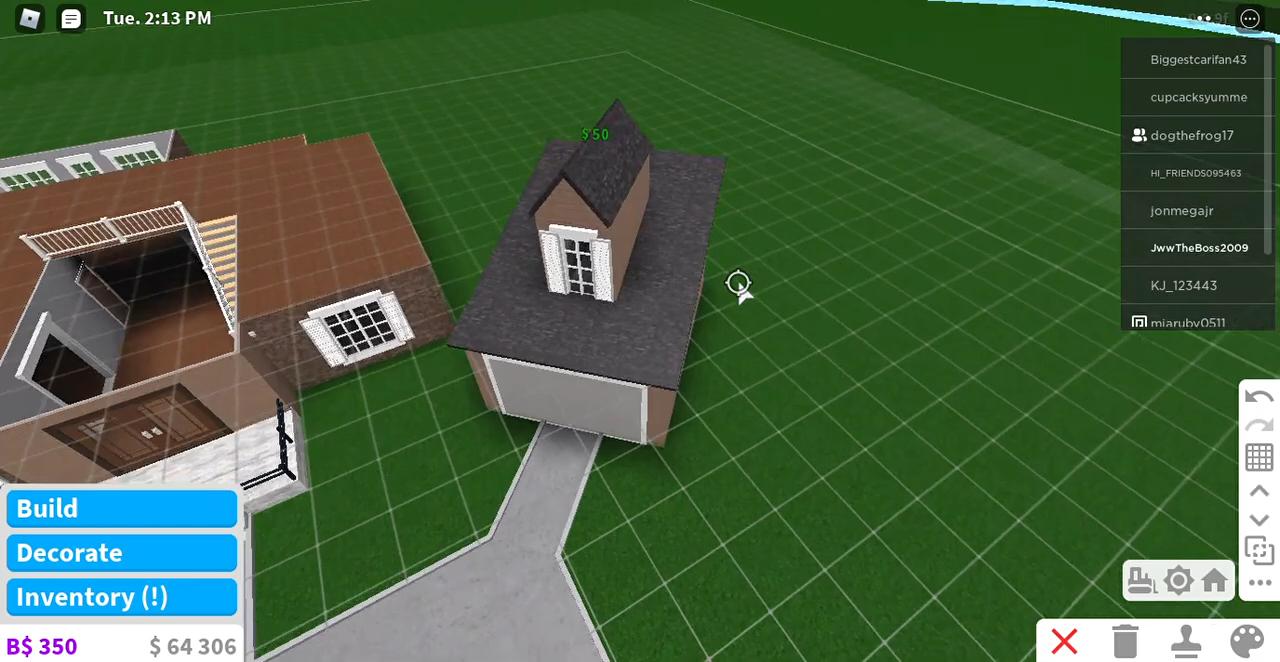 Tue. 2:13 PM
Biggestcarifan43
cupcacksyumme
$ 50
dogthefrog17
HI_FRIENDS095463
jonmegajr
JwwTheBoss2009
KJ_123443
miaruby0511
Build
Decorate
Inventory (!)
B$ 350
$ 64 306